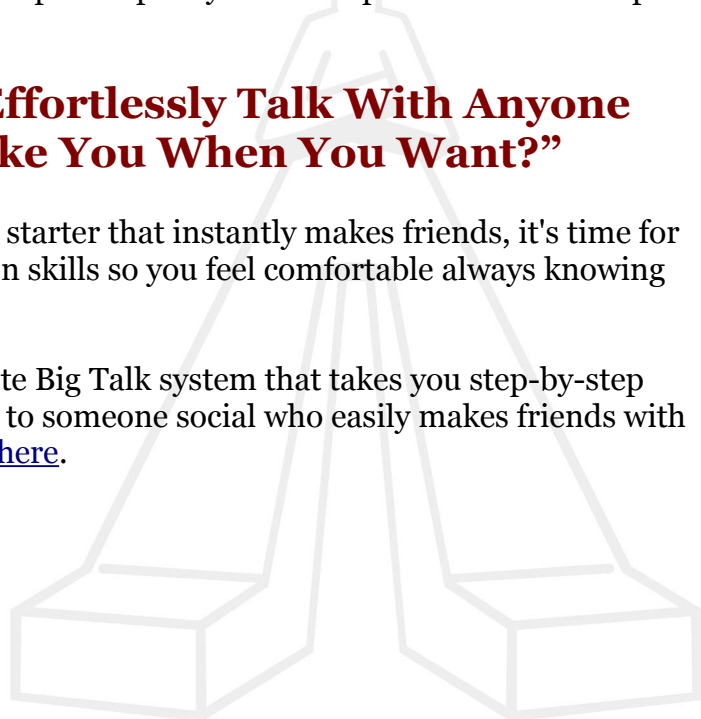 Effortlessly Talk With Anyone
ke You When You Want?”
starter that instantly makes friends, it's time for
n skills so you feel comfortable always knowing
te Big Talk system that takes you step-by-step
to someone social who easily makes friends with
here.